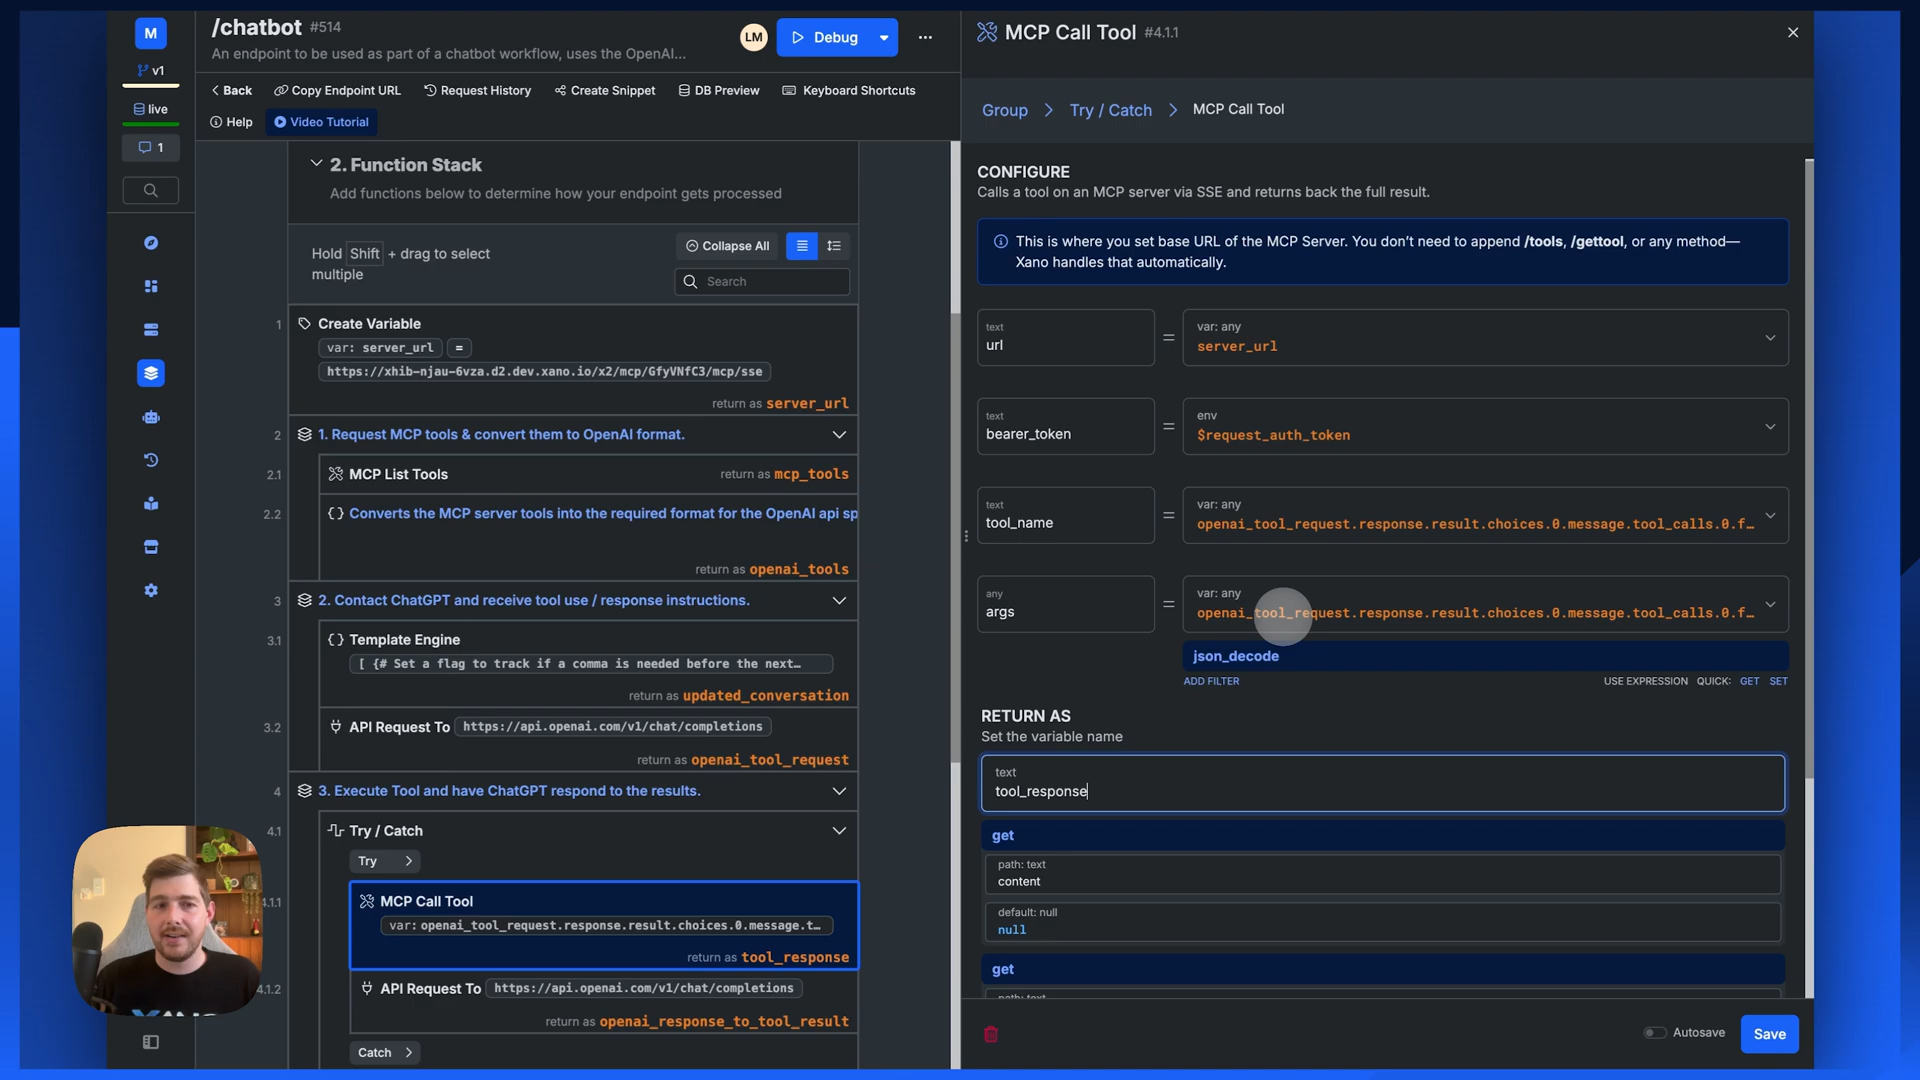 M
v1
live
1
/chatbot #514
An endpoint to be used as part of a chatbot workflow, uses the OpenAI...
LM
Debug
Back
Copy Endpoint URL
Request History
Create Snippet
DB Preview
Keyboard Shortcuts
Help
Video Tutorial
2. Function Stack
Add functions below to determine how your endpoint gets processed
Hold Shift + drag to select
multiple
Collapse All
Search
1
Create Variable
var: server_url =
https://xhib-njau-6vza.d2.dev.xano.io/x2/mcp/GfyVNfC3/mcp/sse
return as server_url
2
1. Request MCP tools & convert them to OpenAI format.
2.1
MCP List Tools
return as mcp_tools
2.2
{} Converts the MCP server tools into the required format for the OpenAI api sp
return as openai_tools
3
2. Contact ChatGPT and receive tool use / response instructions.
3.1
{} Template Engine
[ {# Set a flag to track if a comma is needed before the next…
return as updated_conversation
3.2
API Request To https://api.openai.com/v1/chat/completions
return as openai_tool_request
4
3. Execute Tool and have ChatGPT respond to the results.
4.1
Try / Catch
Try
4.1.1
MCP Call Tool
var: openai_tool_request.response.result.choices.0.message.t…
return as tool_response
4.1.2
API Request To https://api.openai.com/v1/chat/completions
return as openai_response_to_tool_result
Catch
MCP Call Tool #4.1.1
Group > Try / Catch > MCP Call Tool
CONFIGURE
Calls a tool on an MCP server via SSE and returns back the full result.
This is where you set base URL of the MCP Server. You don't need to append /tools, /gettool, or any method—
Xano handles that automatically.
text
url
=
var: any
server_url
text
bearer_token
=
env
$request_auth_token
text
tool_name
=
var: any
openai_tool_request.response.result.choices.0.message.tool_calls.0.f…
any
args
=
var: any
openai_tool_request.response.result.choices.0.message.tool_calls.0.f…
json_decode
ADD FILTER
USE EXPRESSION QUICK: GET SET
RETURN AS
Set the variable name
text
tool_response
get
path: text
content
default: null
null
get
path: text
Autosave
Save